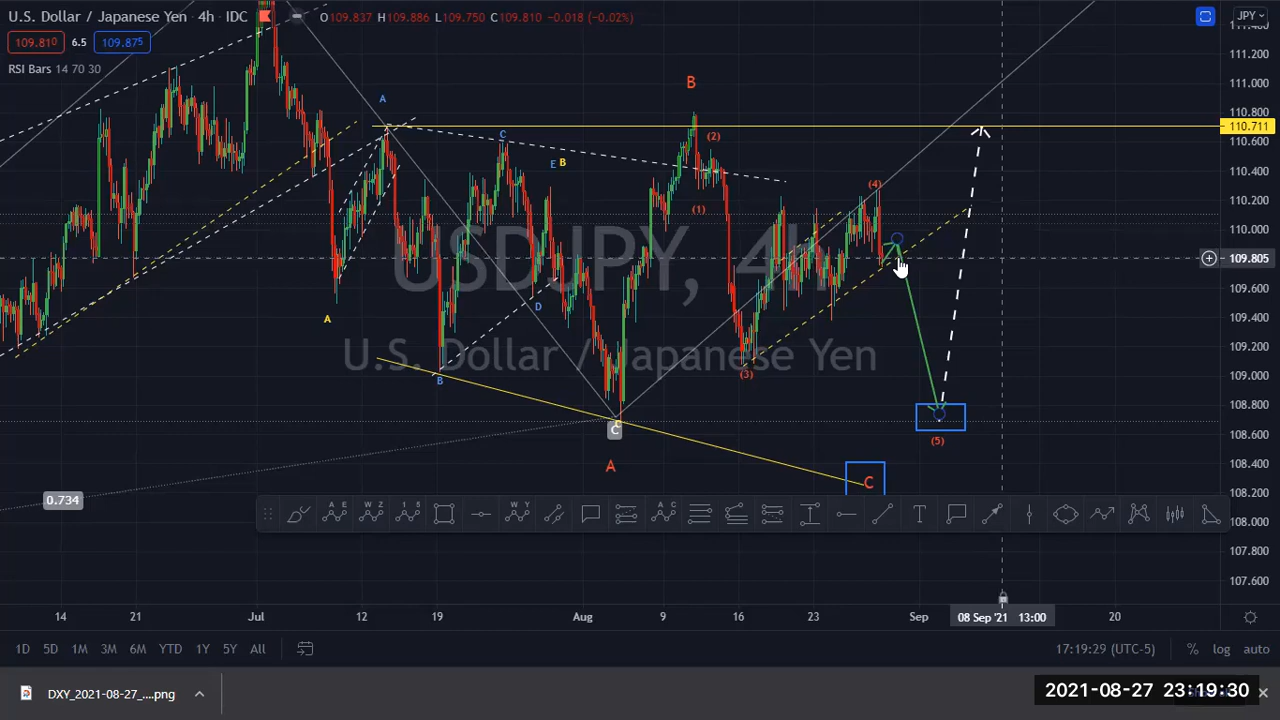 U.S. Dollar / Japanese Yen · 4h · IDC O109.837 H109.886 L109.750 C109.810 -0.018 (-0.02%)
JPY
109.810 6.5 109.875
RSI Bars 14 70 30
111.400
111.200
111.000
110.800
110.711
110.600
110.400
110.200
110.000
109.805
109.600
109.400
109.200
109.000
108.800
108.600
108.400
108.200
108.000
107.800
107.600
B
A
C
(2)
E B
(4)
(1)
USDJPY, 4h
D
A
U.S. Dollar / Japanese Yen
(3)
B
C
(5)
A
C
0.734
A E
W Z
1 5
W Y
A C
14 21 Jul 12 19 Aug 9 16 23 Sep 08 Sep '21 13:00 20
1D 5D 1M 3M 6M YTD 1Y 5Y All
17:19:29 (UTC-5) % log auto
DXY_2021-08-27_....png
2021-08-27 23:19:30